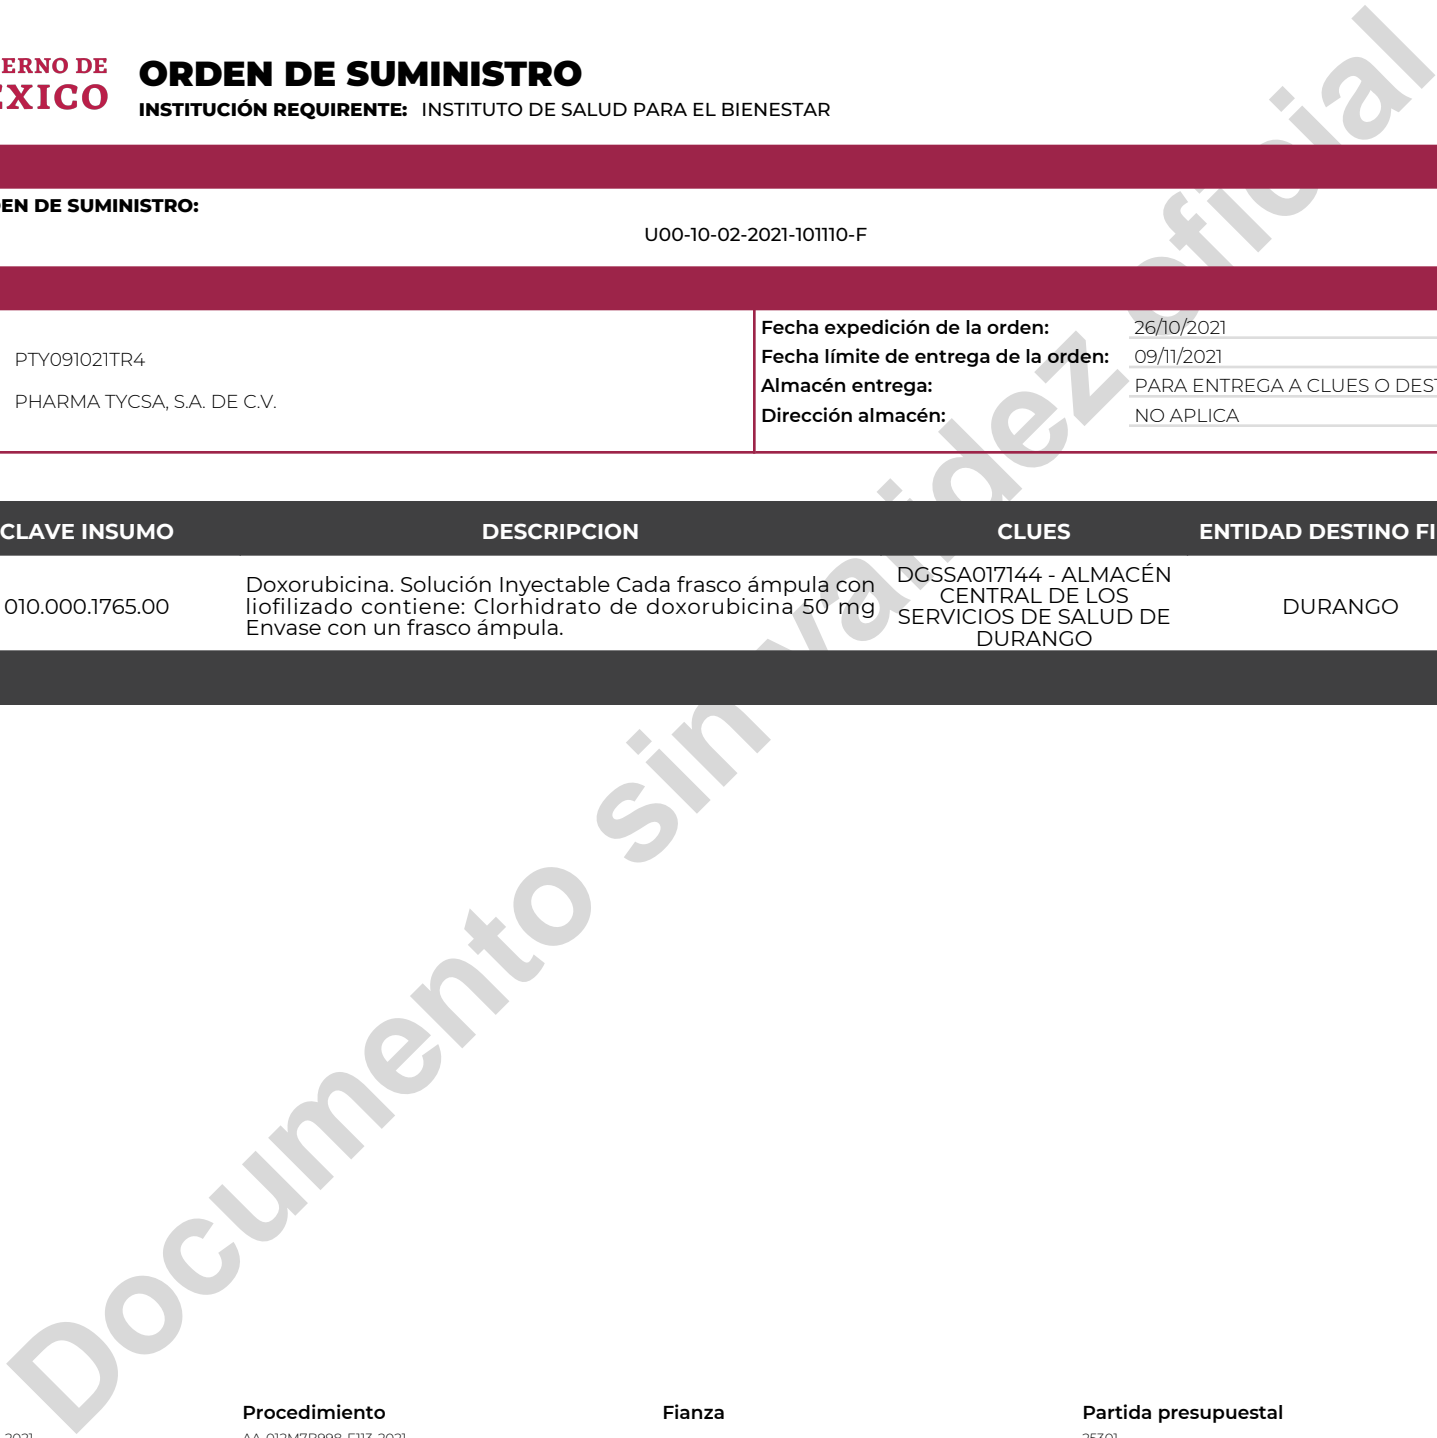 ERNO DE
EXICO
ORDEN DE SUMINISTRO
INSTITUCIÓN REQUIRENTE: INSTITUTO DE SALUD PARA EL BIENESTAR
EN DE SUMINISTRO:
U00-10-02-2021-101110-F
PTY091021TR4
PHARMA TYCSA, S.A. DE C.V.
Fecha expedición de la orden: 26/10/2021
Fecha límite de entrega de la orden: 09/11/2021
Almacén entrega: PARA ENTREGA A CLUES O DEST
Dirección almacén: NO APLICA
CLAVE INSUMO DESCRIPCION CLUES ENTIDAD DESTINO FI
010.000.1765.00
Doxorubicina. Solución Inyectable Cada frasco ámpula con
liofilizado contiene: Clorhidrato de doxorubicina 50 mg
Envase con un frasco ámpula.
DGSSA017144 - ALMACÉN
CENTRAL DE LOS
SERVICIOS DE SALUD DE
DURANGO
DURANGO
Documento sin validez oficial
Procedimiento Fianza Partida presupuestal